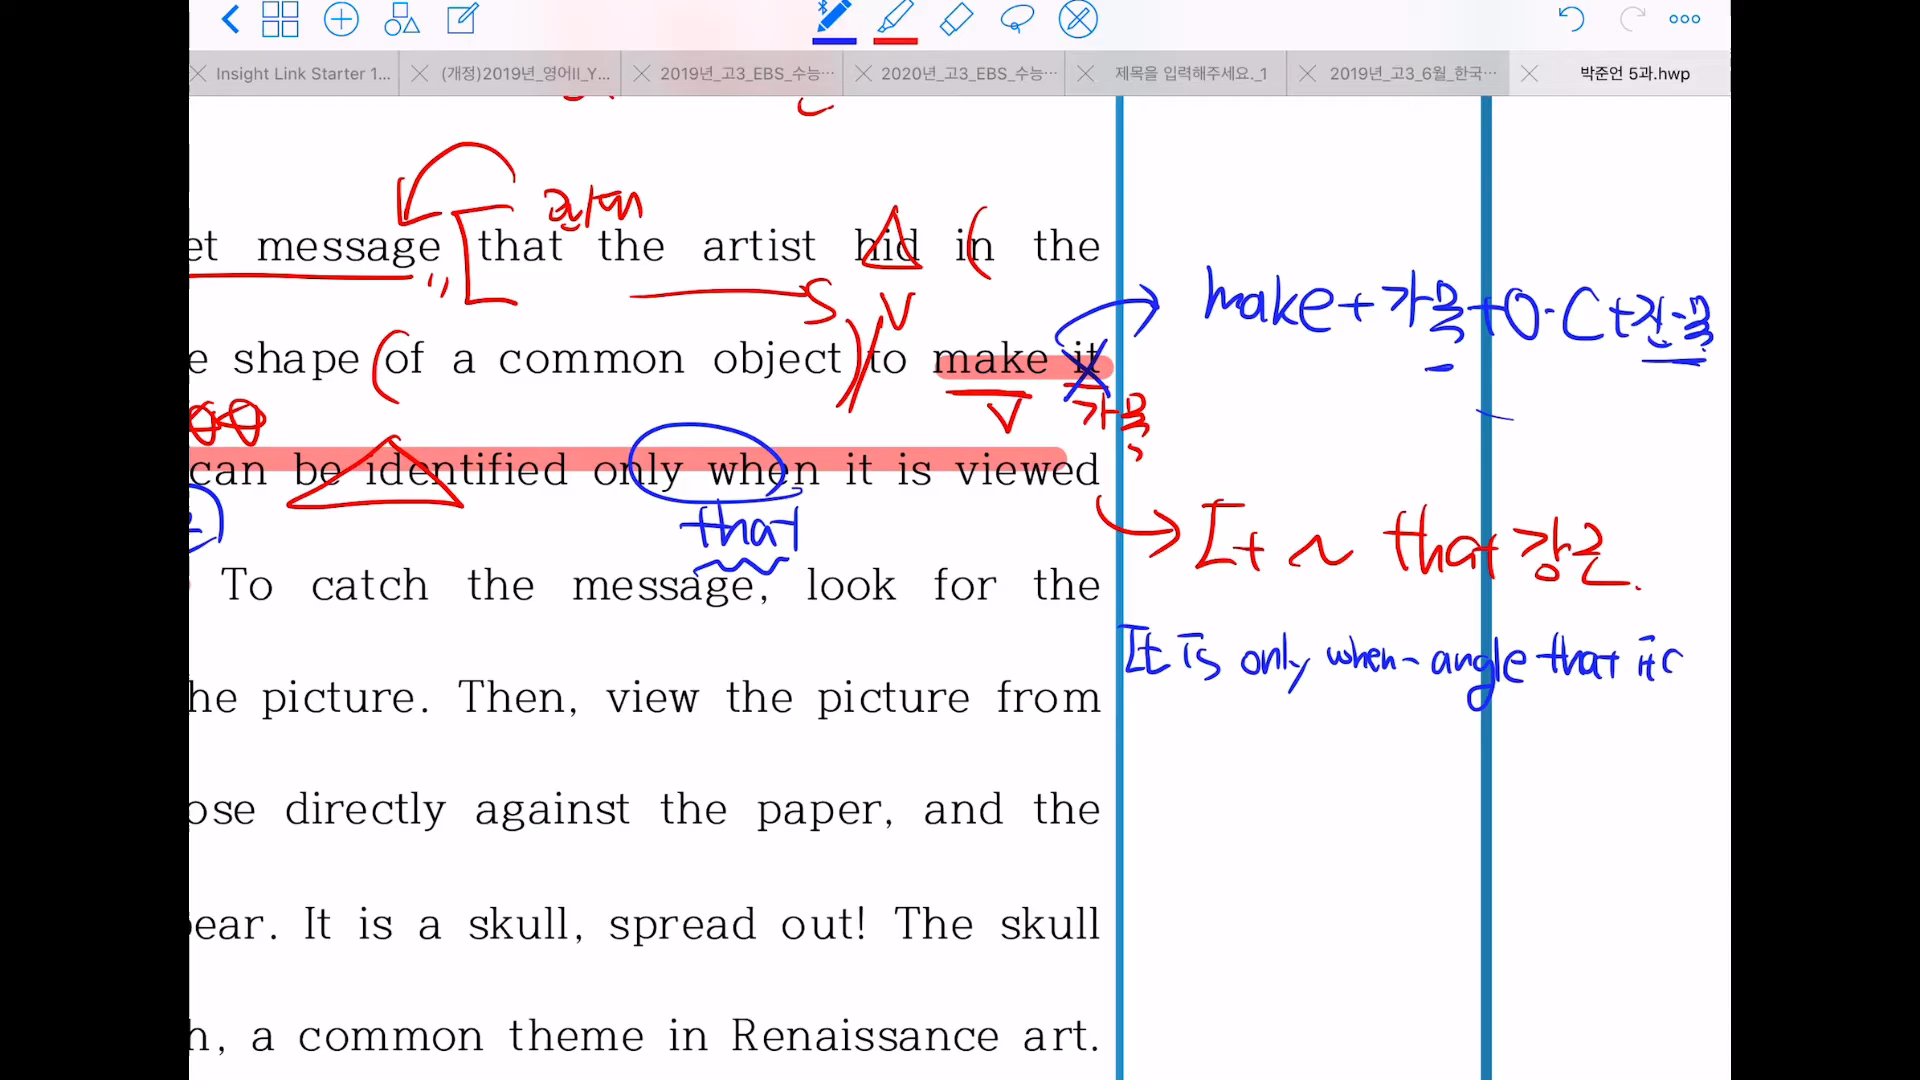 Insight Link Starter 1...
(개정)2019년_영어II_Y...
2019년_고3_EBS_수능...
2020년_고3_EBS_수능...
제목을 입력해주세요._1
2019년_고3_6월_한국...
박준언 5과.hwp
관.대
et message that the artist hid in the
S V
make + 가목 + O.C + 진.목
e shape of a common object to make it
V 가목
can be identified only when it is viewed
that
It ~ that 강조
To catch the message, look for the
It is only when - angle that it c
he picture. Then, view the picture from
ose directly against the paper, and the
ear. It is a skull, spread out! The skull
h, a common theme in Renaissance art.